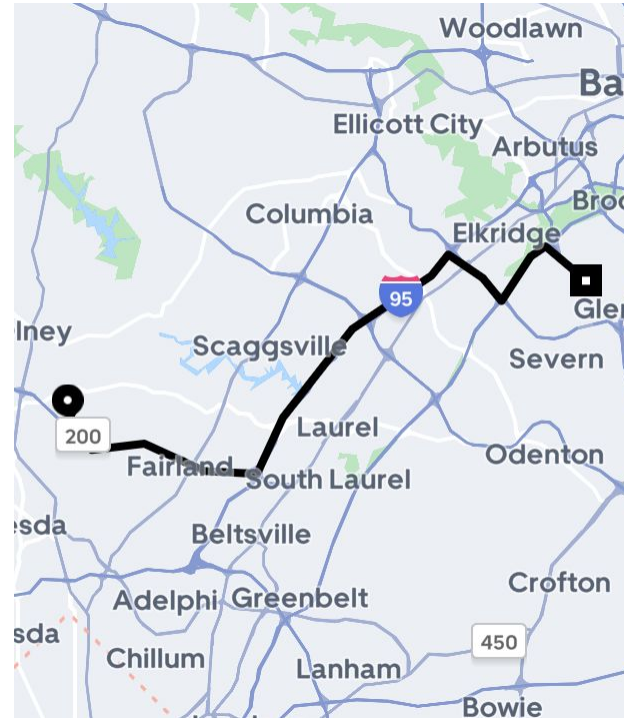 Woodlawn
Ba
Ellicott City
Arbutus
Broo
Columbia
Elkridge
95
Glen
lney
Scaggsville
Severn
200
Laurel
Fairland
South Laurel
Odenton
esda
Beltsville
Adelphi
Greenbelt
Crofton
sda
450
Chillum
Lanham
Bowie